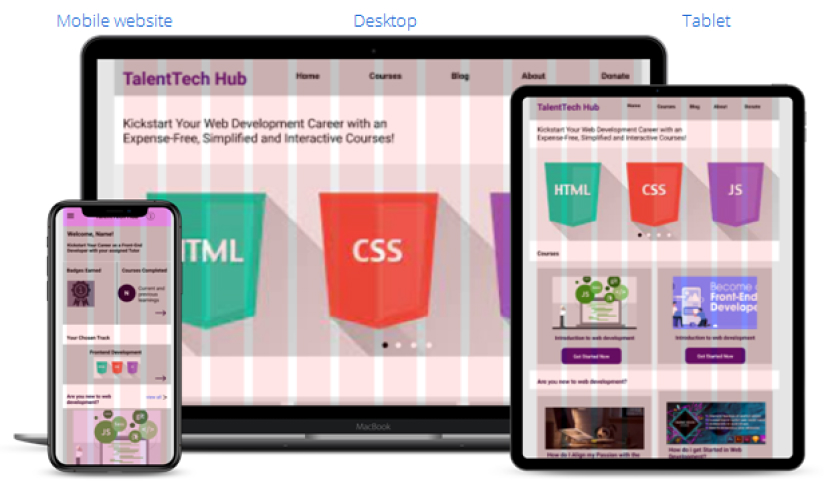 Mobile website
Desktop
Tablet
TalentTech Hub
Home
Courses
Blog
About
Donate
Kickstart Your Web Development Career with an
Expense-Free, Simplified and Interactive Courses!
HTML
CSS
MacBook
Welcome, Name!
Kickstart Your Career as a Front-End
Developer with your assigned Tutor
Badges Earned
Courses Completed
N
Current and
previous
learnings
Your Chosen Track
Frontend Development
Are you new to web
development?
View all
git
JS
TalentTech Hub
Home
Courses
Blog
About
Donate
Kickstart Your Web Development Career with an
Expense-Free, Simplified and Interactive Courses!
HTML
CSS
JS
Courses
JS
Become a
Front-End
Develope
Introduction to web development
Introduction to web development
Get Started Now
Get Started Now
Are you new to web development?
How do I Align my Passion with the
How do I get Started in Web
Development?